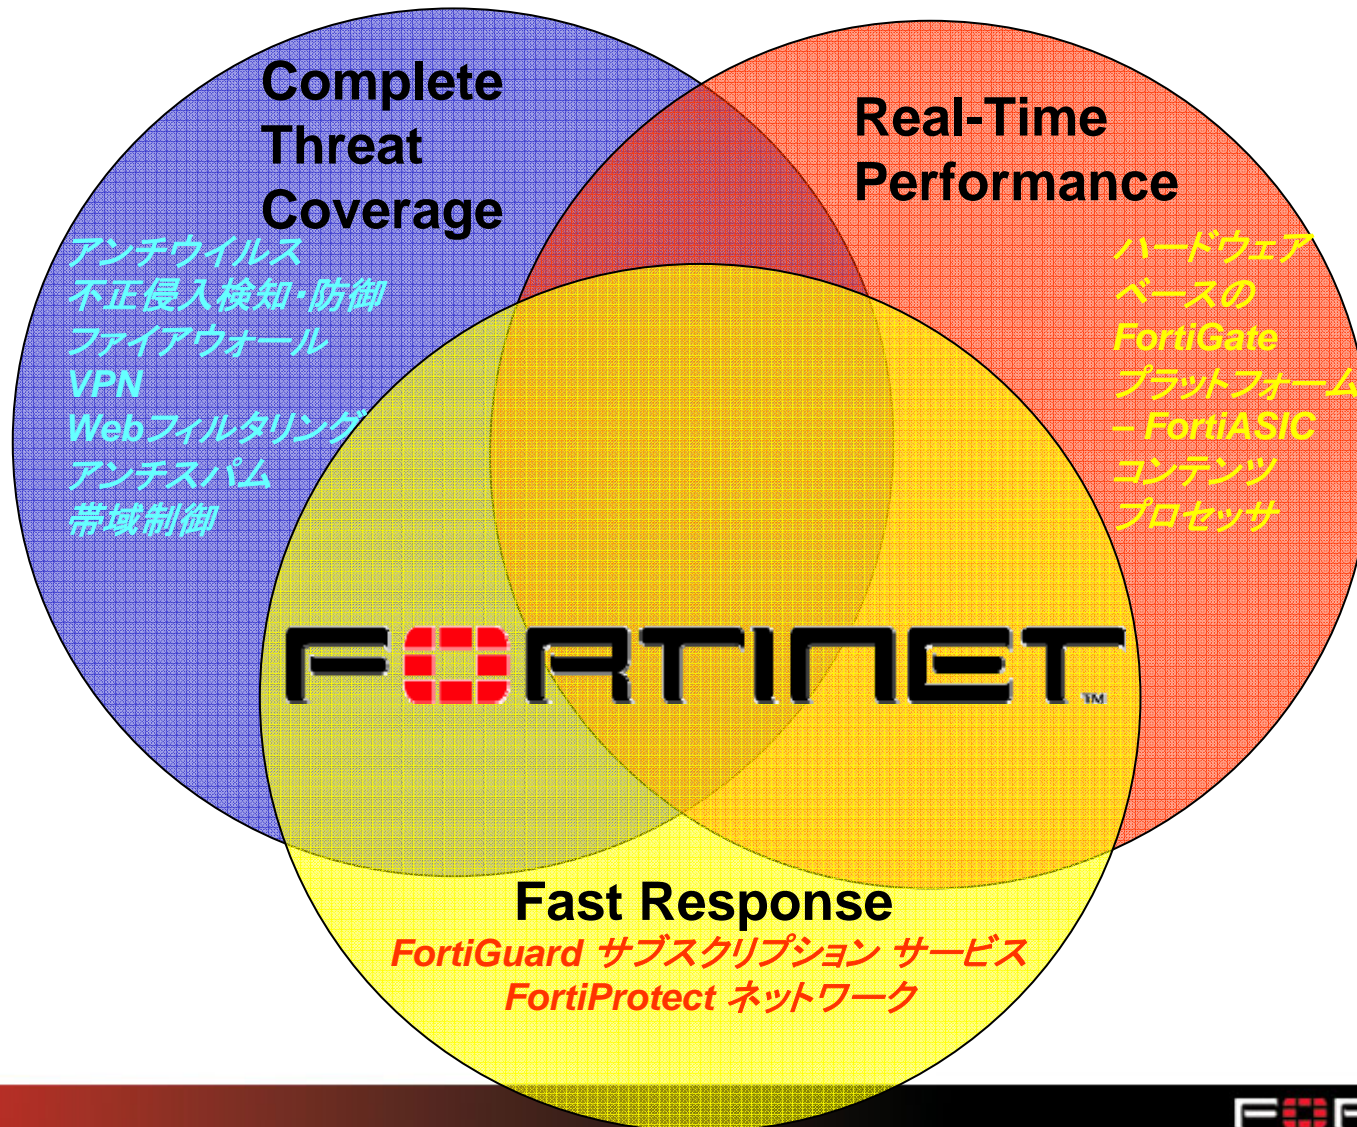 Complete
Threat
Coverage
アンチウイルス
不正侵入検知・防御
ファイアウォール
VPN
Webフィルタリング
アンチスパム
帯域制御
Real-Time
Performance
ハードウェア
ベースの
FortiGate
プラットフォーム
– FortiASIC
コンテンツ
プロセッサ
FORTINET™
Fast Response
FortiGuard サブスクリプション サービス
FortiProtect ネットワーク